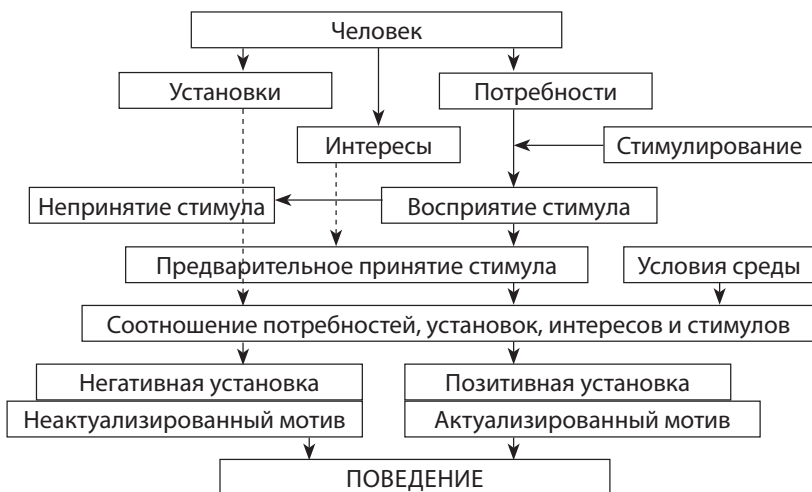 Человек
Установки
Потребности
Интересы
Стимулирование
Непринятие стимула
Восприятие стимула
Предварительное принятие стимула
Условия среды
Соотношение потребностей, установок, интересов и стимулов
Негативная установка
Позитивная установка
Неактуализированный мотив
Актуализированный мотив
ПОВЕДЕНИЕ